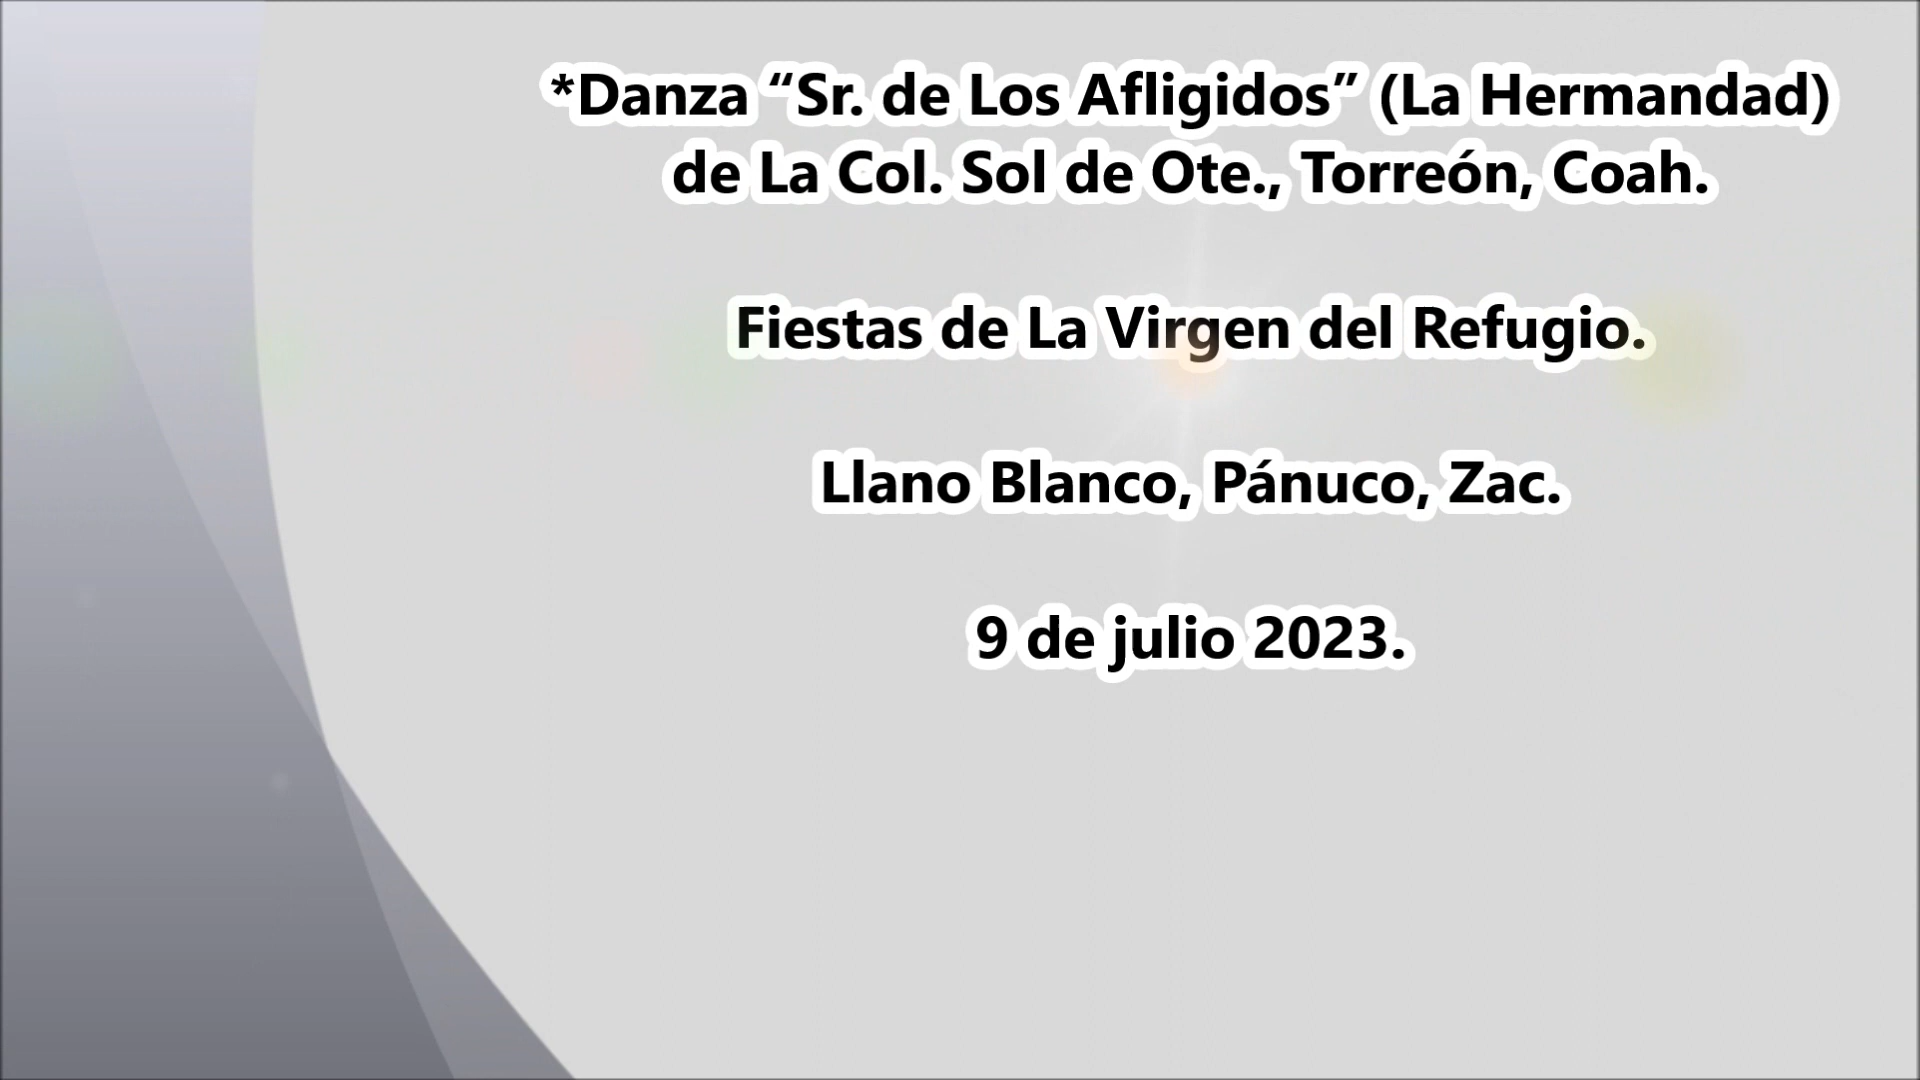 *Danza “Sr. de Los Afligidos” (La Hermandad)
de La Col. Sol de Ote., Torreón, Coah.
Fiestas de La Virgen del Refugio.
Llano Blanco, Pánuco, Zac.
9 de julio 2023.